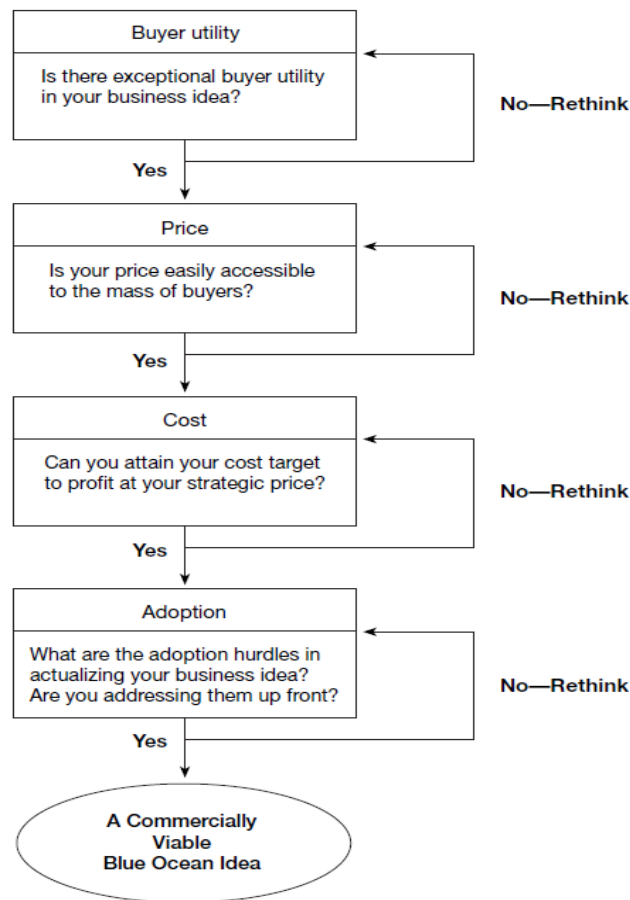 Buyer utility
Is there exceptional buyer utility
in your business idea?
No—Rethink
Yes
Price
Is your price easily accessible
to the mass of buyers?
No—Rethink
Yes
Cost
Can you attain your cost target
to profit at your strategic price?
No—Rethink
Yes
Adoption
What are the adoption hurdles in
actualizing your business idea?
Are you addressing them up front?
No—Rethink
Yes
A Commercially
Viable
Blue Ocean Idea